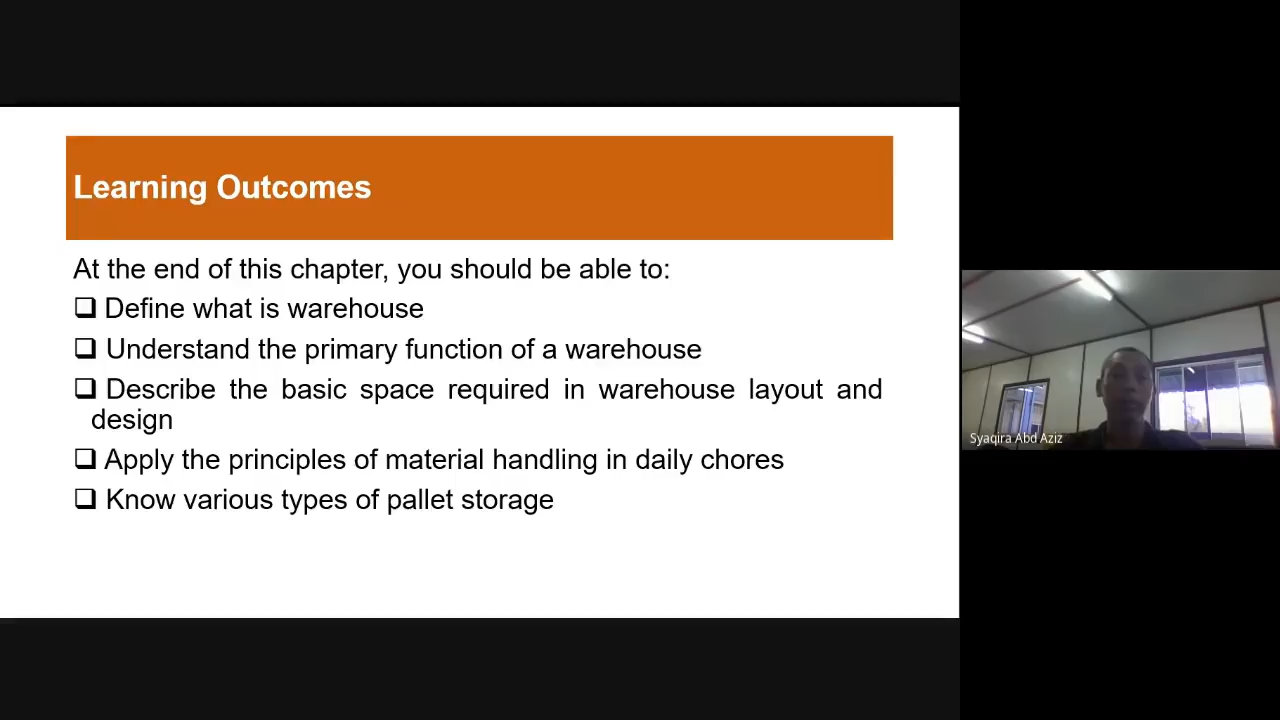 Learning Outcomes
At the end of this chapter, you should be able to:
❑ Define what is warehouse
❑ Understand the primary function of a warehouse
❑ Describe the basic space required in warehouse layout and
design
❑ Apply the principles of material handling in daily chores
❑ Know various types of pallet storage
Syaqira Abd Aziz